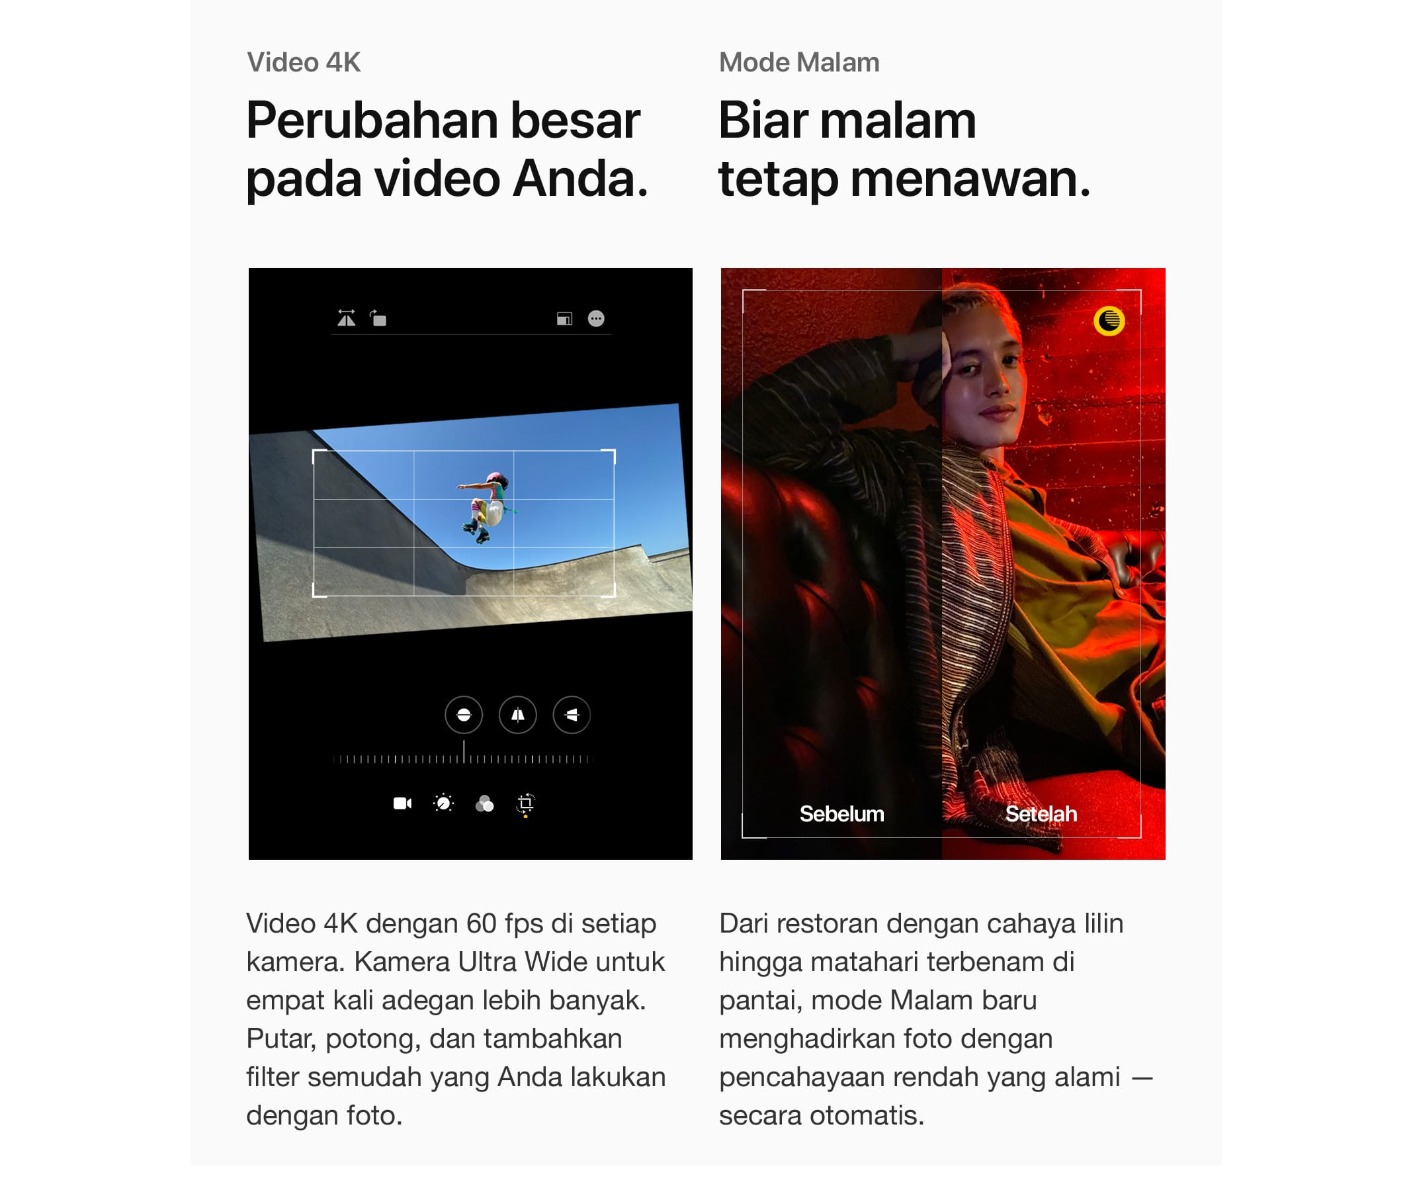 Video 4K
Perubahan besar
pada video Anda.
Video 4K dengan 60 fps di setiap
kamera. Kamera Ultra Wide untuk
empat kali adegan lebih banyak.
Putar, potong, dan tambahkan
filter semudah yang Anda lakukan
dengan foto.
Mode Malam
Biar malam
tetap menawan.
Sebelum
Setelah
Dari restoran dengan cahaya lilin
hingga matahari terbenam di
pantai, mode Malam baru
menghadirkan foto dengan
pencahayaan rendah yang alami —
secara otomatis.